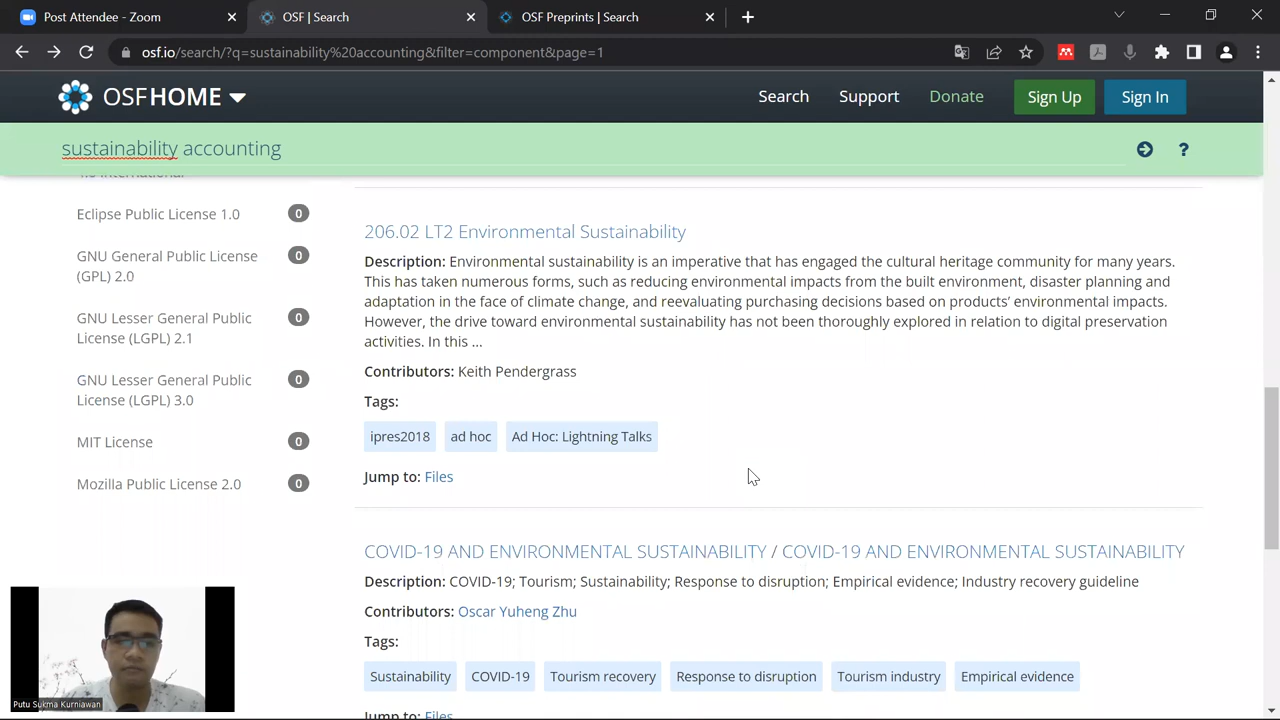 Post Attendee - Zoom
OSF | Search
OSF Preprints | Search
osf.io/search/?q=sustainability%20accounting&filter=component&page=1
OSFHOME
Search
Support
Donate
Sign Up
Sign In
sustainability accounting
?
Eclipse Public License 1.0
0
GNU General Public License
(GPL) 2.0
0
GNU Lesser General Public
License (LGPL) 2.1
0
GNU Lesser General Public
License (LGPL) 3.0
0
MIT License
0
Mozilla Public License 2.0
0
206.02 LT2 Environmental Sustainability
Description: Environmental sustainability is an imperative that has engaged the cultural heritage community for many years.
This has taken numerous forms, such as reducing environmental impacts from the built environment, disaster planning and
adaptation in the face of climate change, and reevaluating purchasing decisions based on products' environmental impacts.
However, the drive toward environmental sustainability has not been thoroughly explored in relation to digital preservation
activities. In this ...
Contributors: Keith Pendergrass
Tags:
ipres2018
ad hoc
Ad Hoc: Lightning Talks
Jump to: Files
COVID-19 AND ENVIRONMENTAL SUSTAINABILITY / COVID-19 AND ENVIRONMENTAL SUSTAINABILITY
Description: COVID-19; Tourism; Sustainability; Response to disruption; Empirical evidence; Industry recovery guideline
Contributors: Oscar Yuheng Zhu
Tags:
Sustainability
COVID-19
Tourism recovery
Response to disruption
Tourism industry
Empirical evidence
Jump to: Files
Putu Sukma Kurniawan